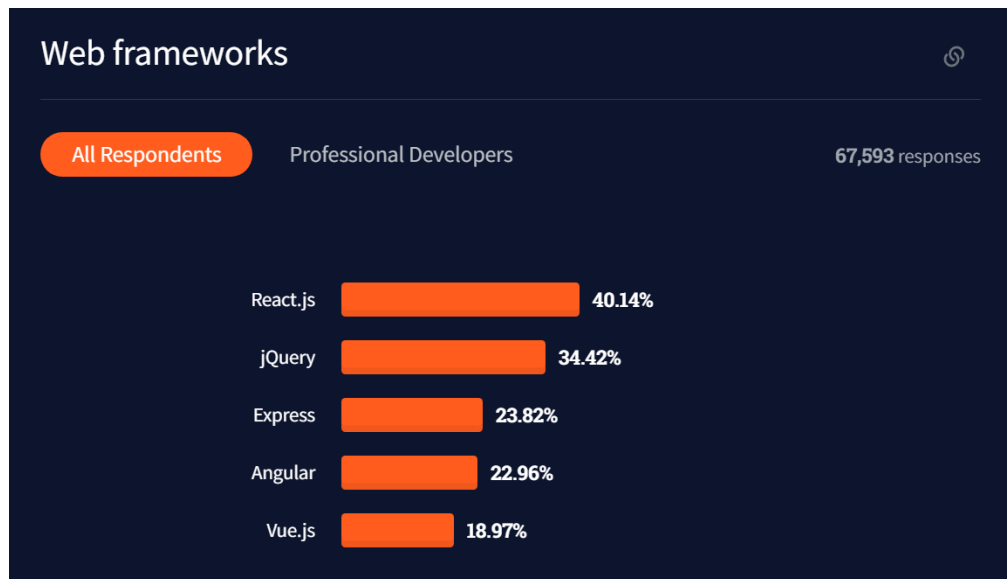 Web frameworks
All Respondents Professional Developers 67,593 responses
React.js 40.14%
jQuery 34.42%
Express 23.82%
Angular 22.96%
Vue.js 18.97%